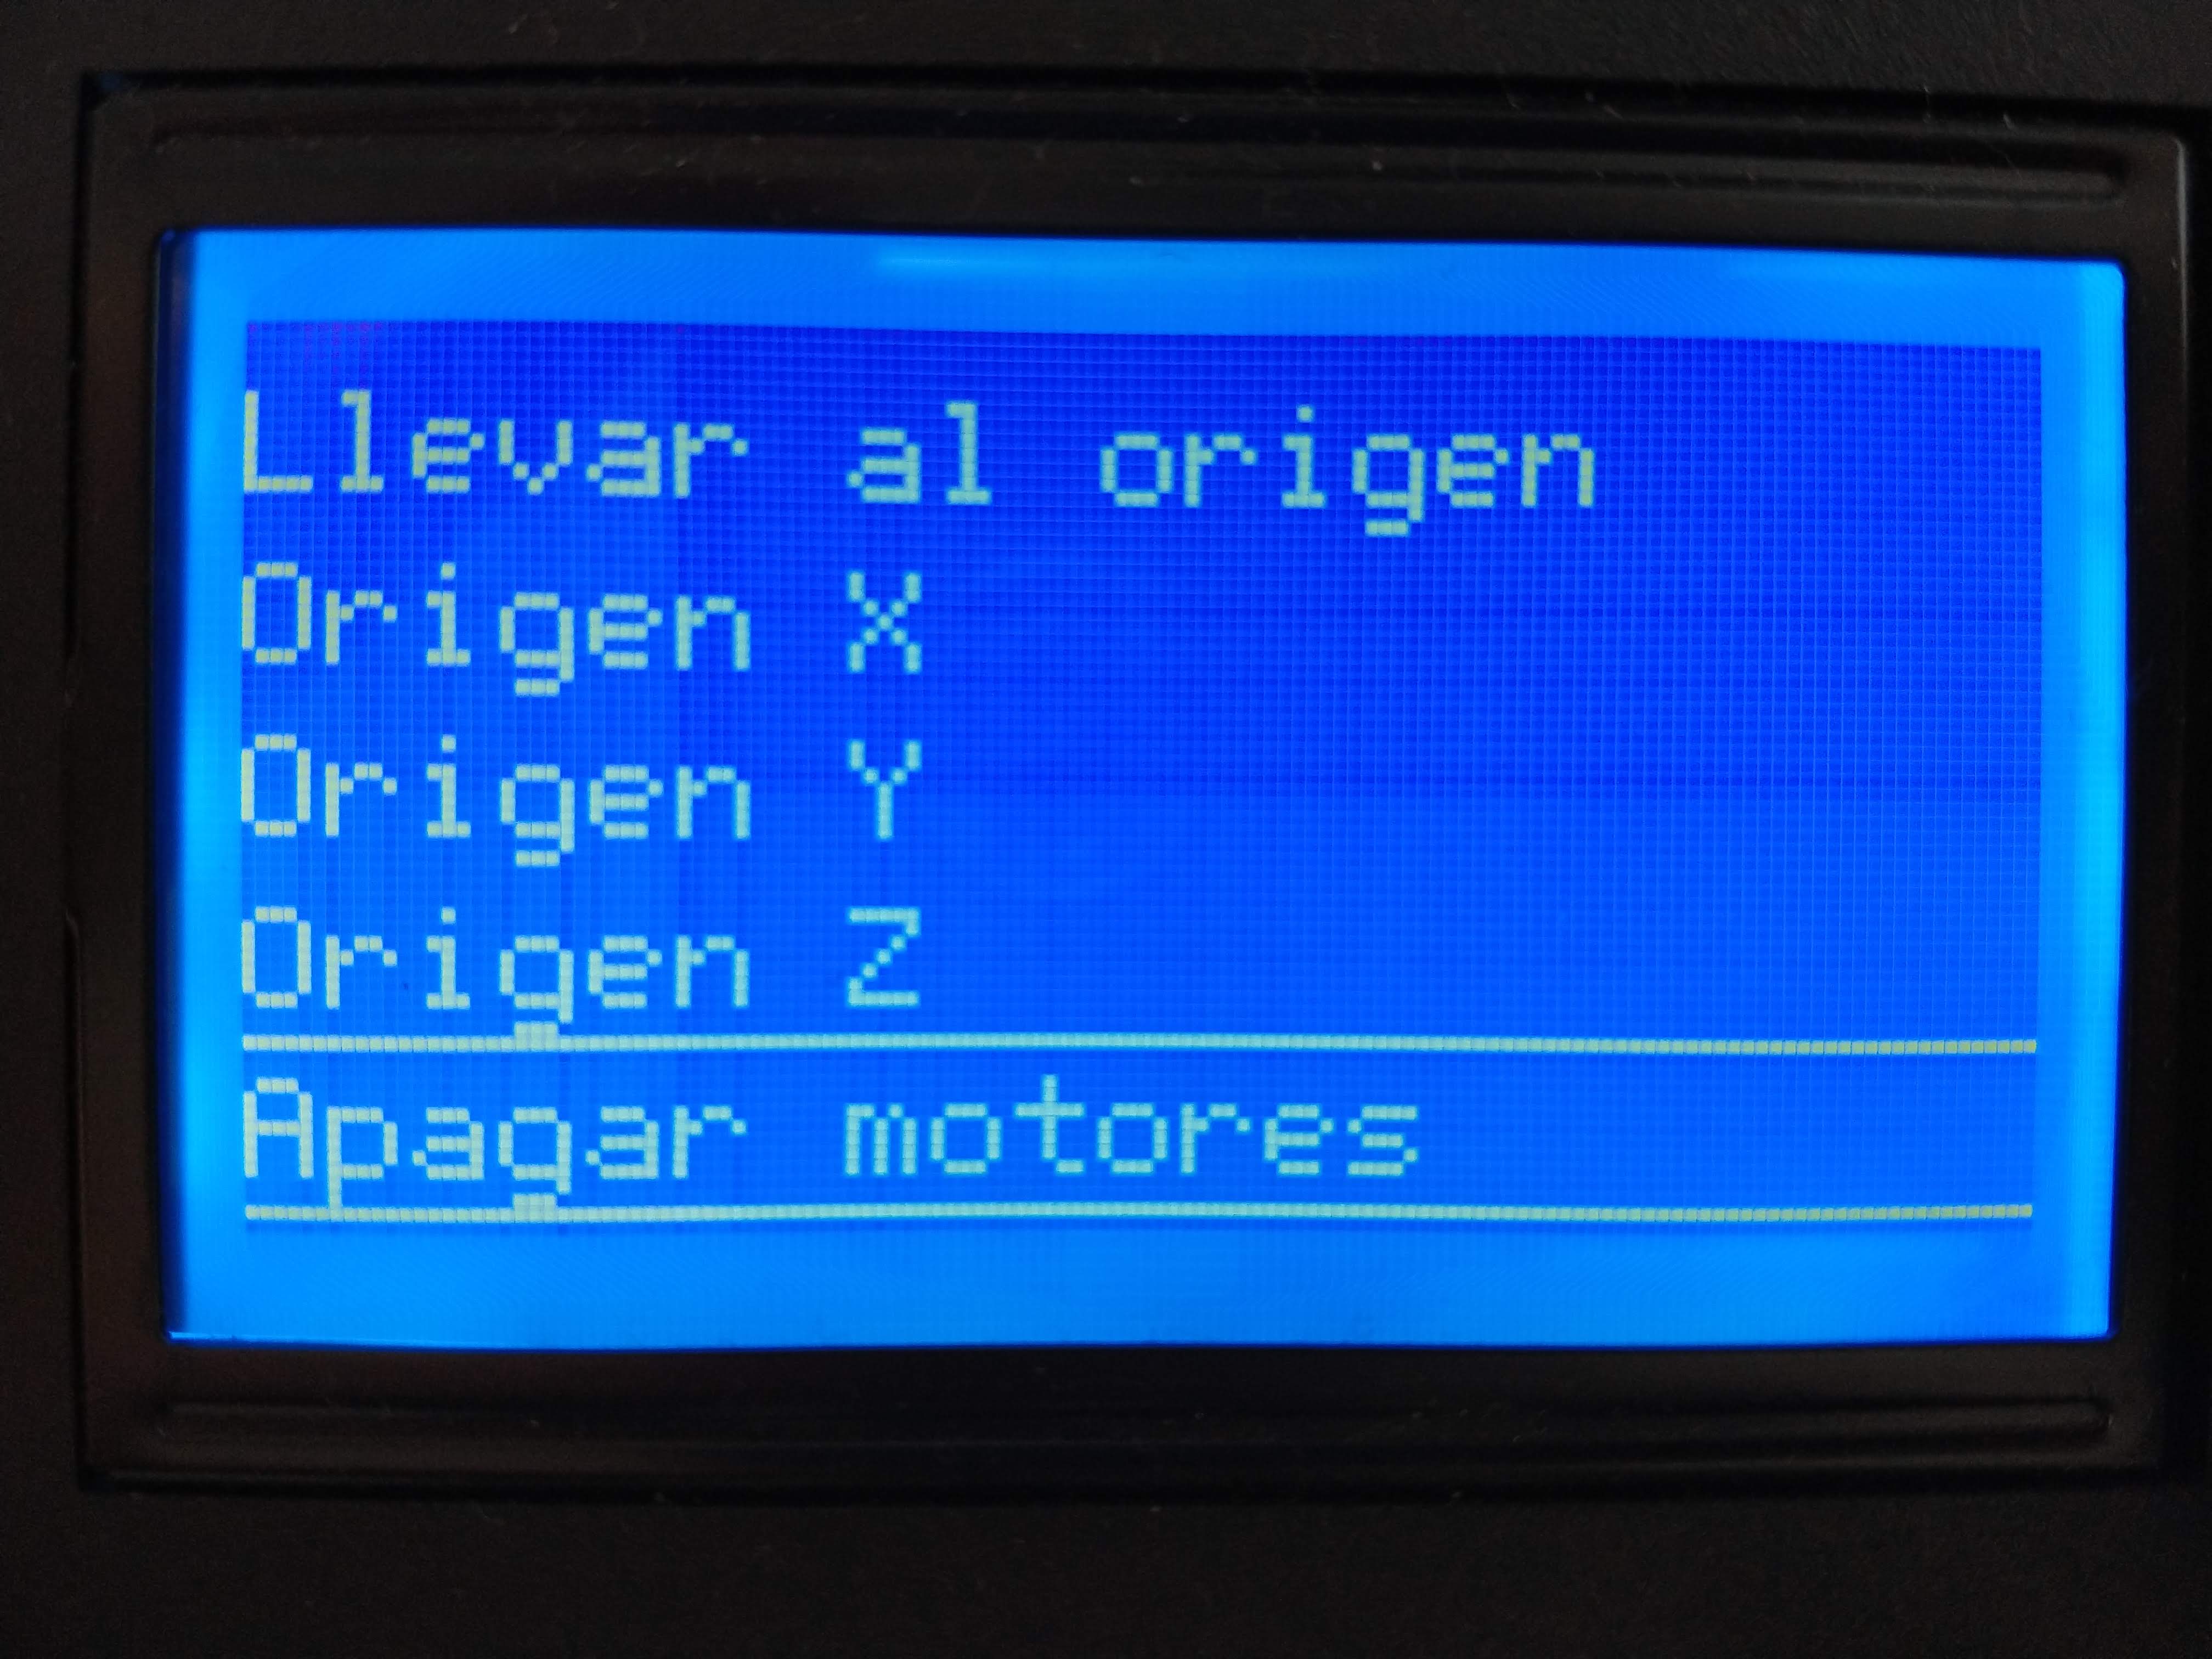 Llevar al origen
Origen X
Origen Y
Origen Z
Apagar motores